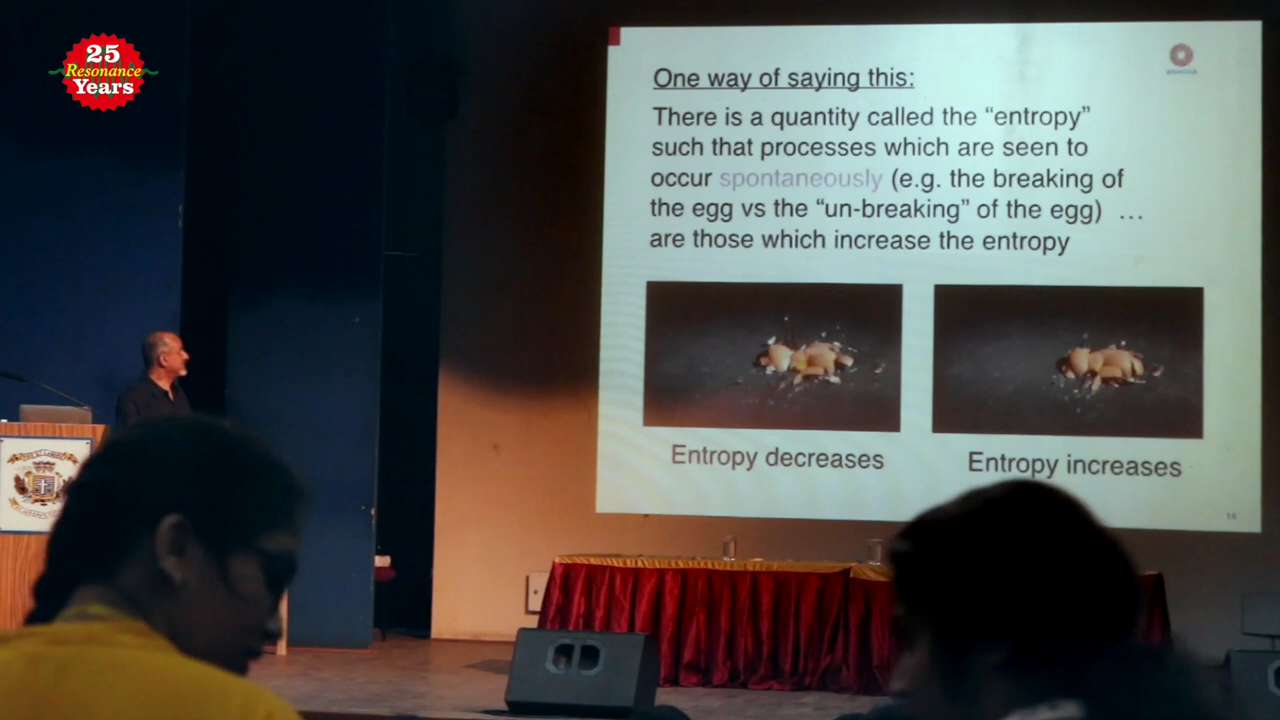 25
Resonance
Years
One way of saying this:
There is a quantity called the “entropy”
such that processes which are seen to
occur spontaneously (e.g. the breaking of
the egg vs the “un-breaking” of the egg) ...
are those which increase the entropy
Entropy decreases
Entropy increases
14